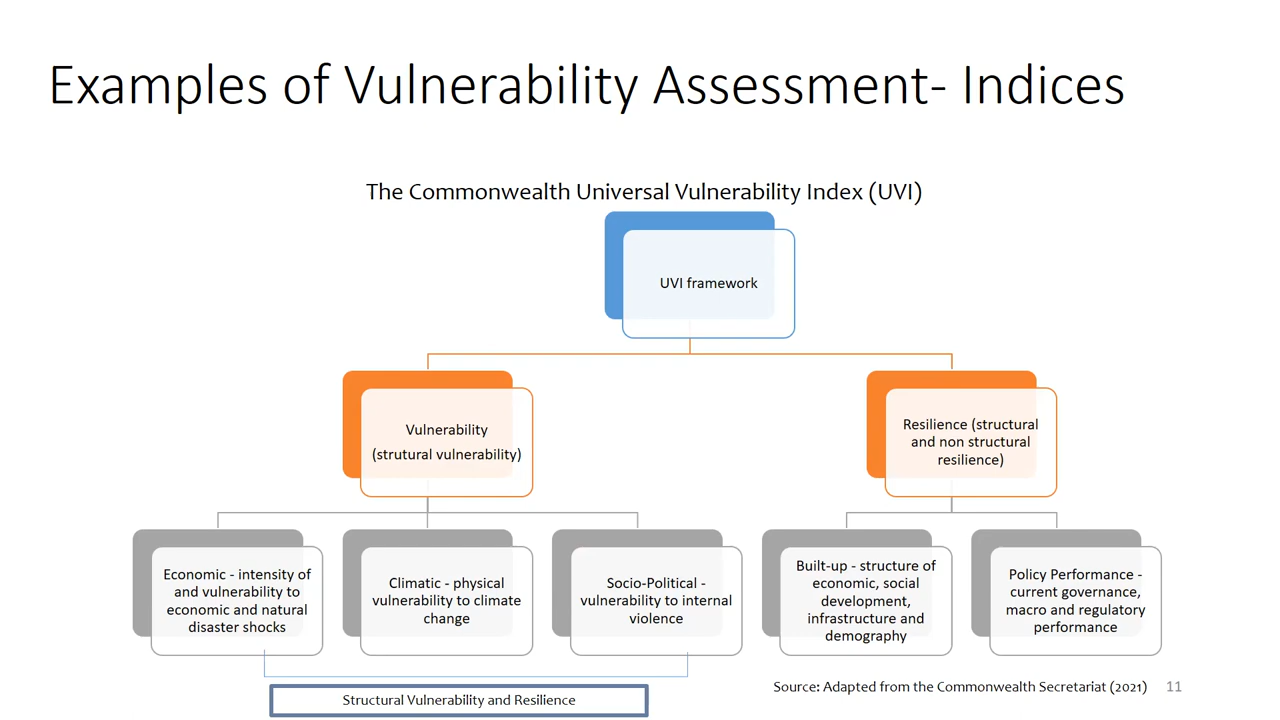 Examples of Vulnerability Assessment- Indices
The Commonwealth Universal Vulnerability Index (UVI)
UVI framework
Vulnerability
(strutural vulnerability)
Resilience (structural
and non structural
resilience)
Economic - intensity of
and vulnerability to
economic and natural
disaster shocks
Climatic - physical
vulnerability to climate
change
Socio-Political -
vulnerability to internal
violence
Built-up - structure of
economic, social
development,
infrastructure and
demography
Policy Performance -
current governance,
macro and regulatory
performance
Structural Vulnerability and Resilience
Source: Adapted from the Commonwealth Secretariat (2021)
11